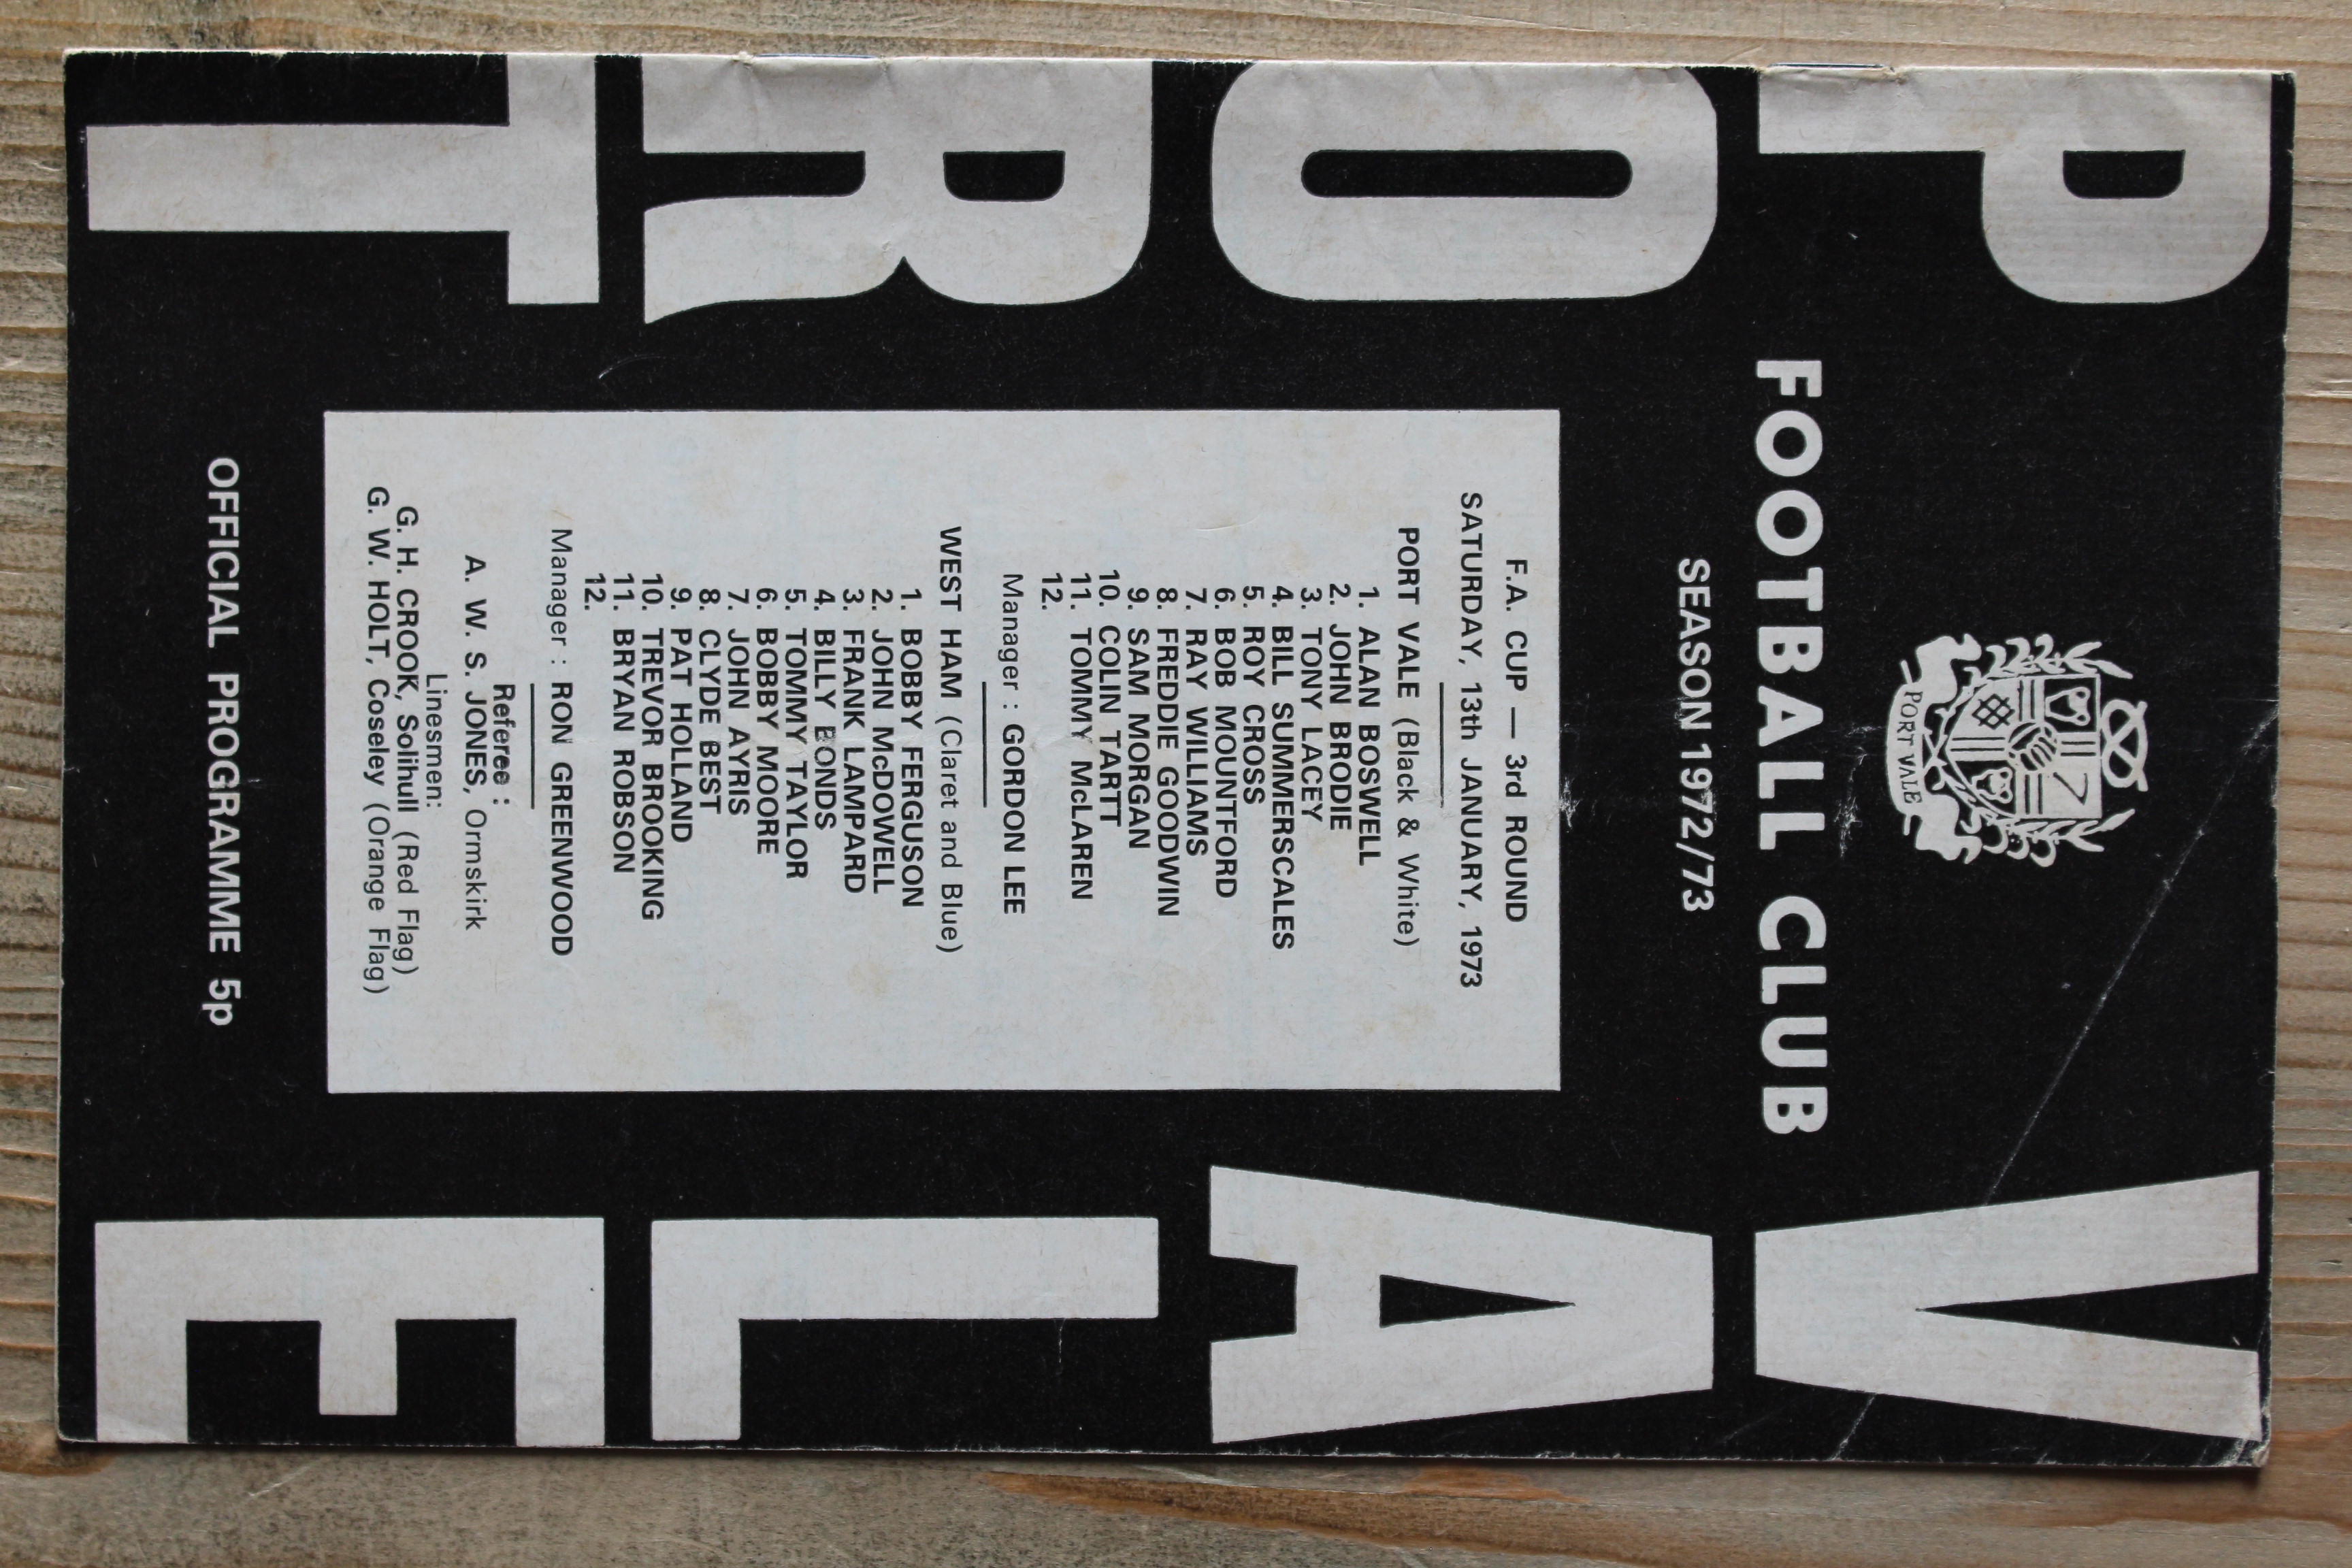 PORT
VALE
PORT VALE
FOOTBALL CLUB
SEASON 1972/73
F.A. CUP — 3rd ROUND
SATURDAY, 13th JANUARY, 1973
PORT VALE (Black & White)
1. ALAN BOSWELL
2. JOHN BRODIE
3. TONY LACEY
4. BILL SUMMERSCALES
5. ROY CROSS
6. BOB MOUNTFORD
7. RAY WILLIAMS
8. FREDDIE GOODWIN
9. SAM MORGAN
10. COLIN TARTT
11. TOMMY McLAREN
12.
Manager : GORDON LEE
WEST HAM (Claret and Blue)
1. BOBBY FERGUSON
2. JOHN McDOWELL
3. FRANK LAMPARD
4. BILLY BONDS
5. TOMMY TAYLOR
6. BOBBY MOORE
7. JOHN AYRIS
8. CLYDE BEST
9. PAT HOLLAND
10. TREVOR BROOKING
11. BRYAN ROBSON
12.
Manager : RON GREENWOOD
Referee :
A. W. S. JONES, Ormskirk
Linesmen:
G. H. CROOK, Solihull (Red Flag)
G. W. HOLT, Coseley (Orange Flag)
OFFICIAL PROGRAMME 5p